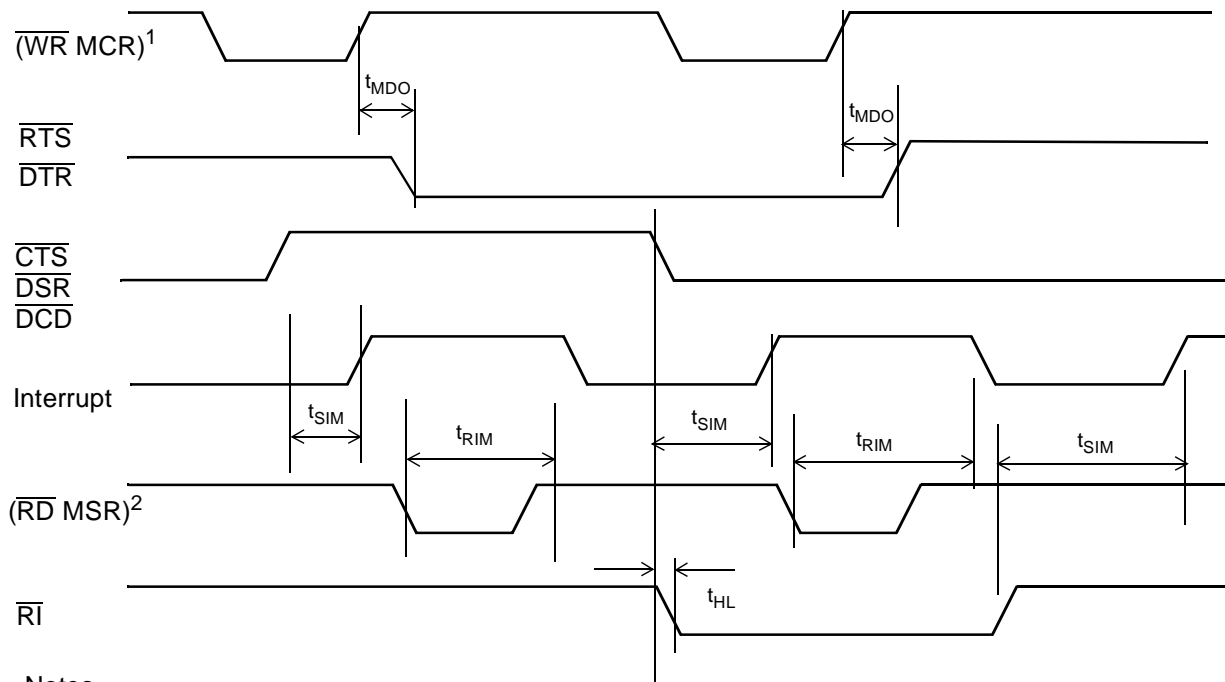 (WR MCR)1
tMDO
tMDO
RTS
DTR
CTS
DSR
DCD
Interrupt
tSIM
tRIM
tSIM
tRIM
tSIM
(RD MSR)2
tHL
RI
Notes